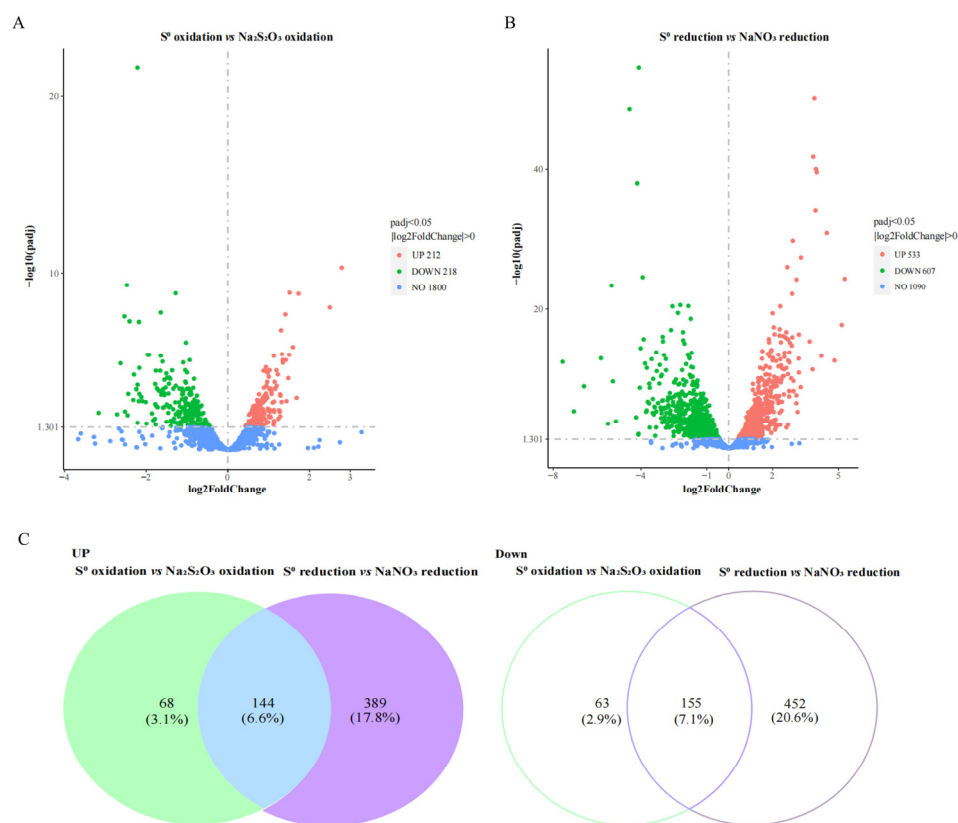 A
S⁰ oxidation vs Na₂S₂O₃ oxidation
20
10
1.301
−log10(padj)
−4
−2
0
3
log2FoldChange
padj<0.05
|log2FoldChange|>0
UP 212
DOWN 218
NO 1800
B
S⁰ reduction vs NaNO₃ reduction
40
20
1.301
−log10(padj)
−8
−4
−1
0
2
5
log2FoldChange
padj<0.05
|log2FoldChange|>0
UP 533
DOWN 607
NO 1090
C
UP
S⁰ oxidation vs Na₂S₂O₃ oxidation
S⁰ reduction vs NaNO₃ reduction
68
(3.1%)
144
(6.6%)
389
(17.8%)
Down
S⁰ oxidation vs Na₂S₂O₃ oxidation
S⁰ reduction vs NaNO₃ reduction
63
(2.9%)
155
(7.1%)
452
(20.6%)